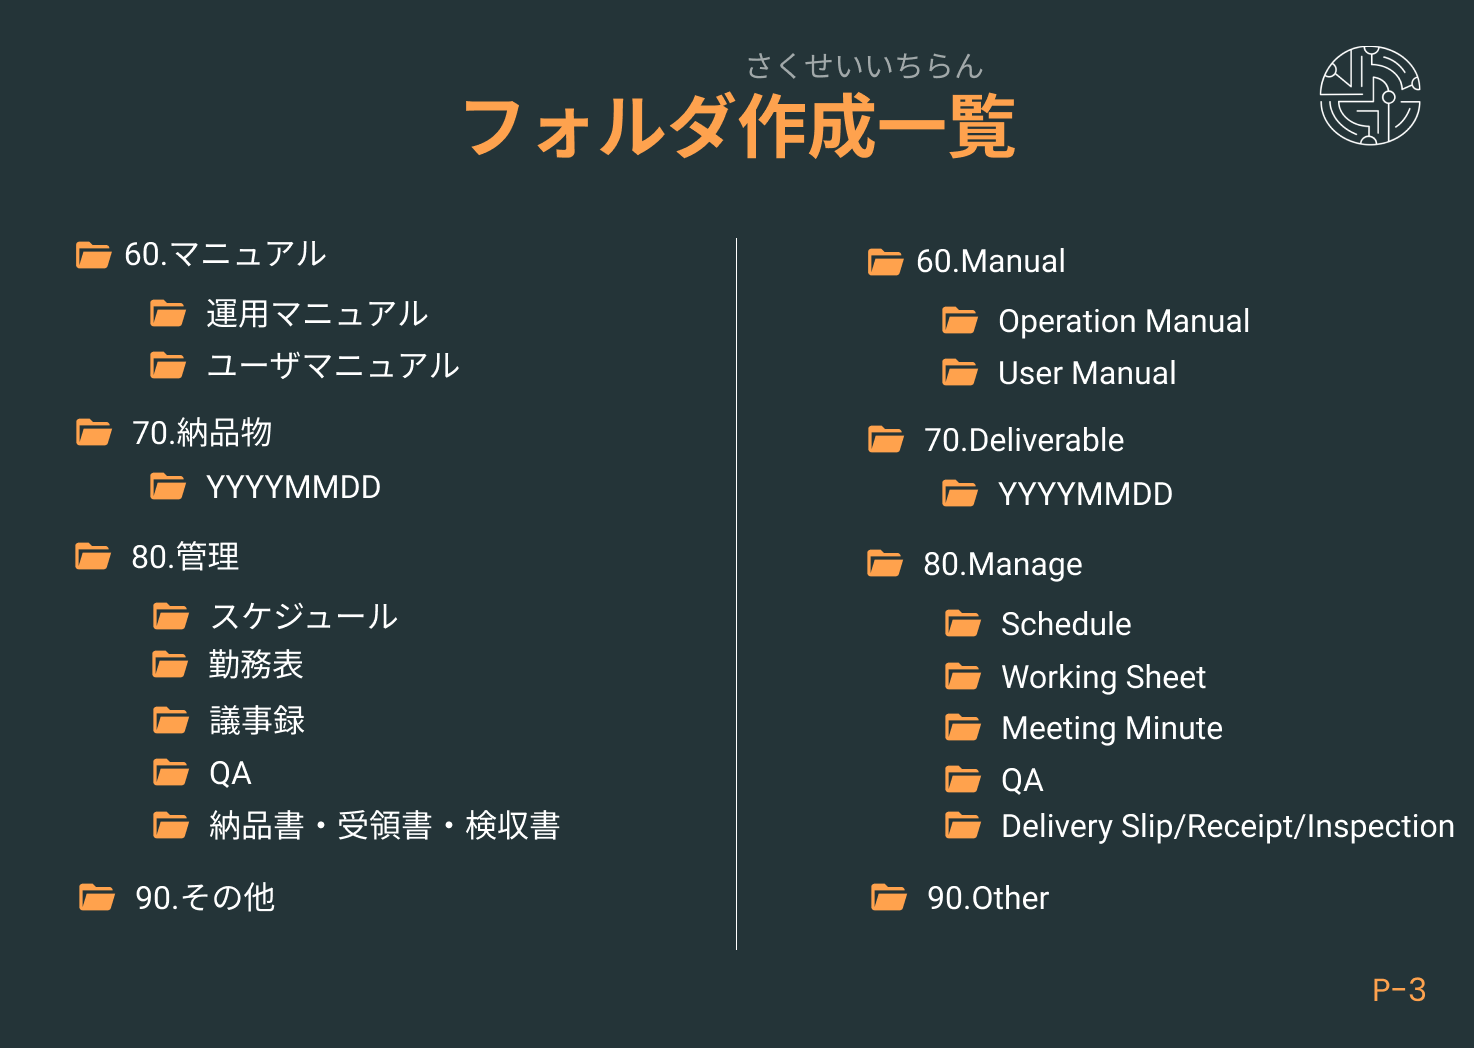 さくせいいちらん
フォルダ作成一覧
60.マニュアル
運用マニュアル
ユーザマニュアル
70.納品物
YYYYMMDD
80.管理
スケジュール
勤務表
議事録
QA
納品書・受領書・検収書
90.その他
60.Manual
Operation Manual
User Manual
70.Deliverable
YYYYMMDD
80.Manage
Schedule
Working Sheet
Meeting Minute
QA
Delivery Slip/Receipt/Inspection
90.Other
P-3